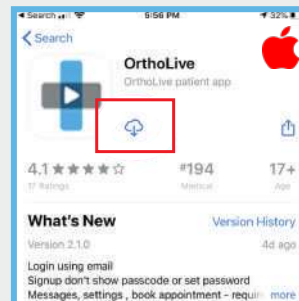 Search
5:56 PM
32%
Search
OrthoLive
OrthoLive patient app
4.1
#194
17+
17 Ratings
Medical
Age
What's New
Version History
Version 2.1.0
4d ago
Login using email
Signup don't show passcode or set password
Messages, settings , book appointment - requir more